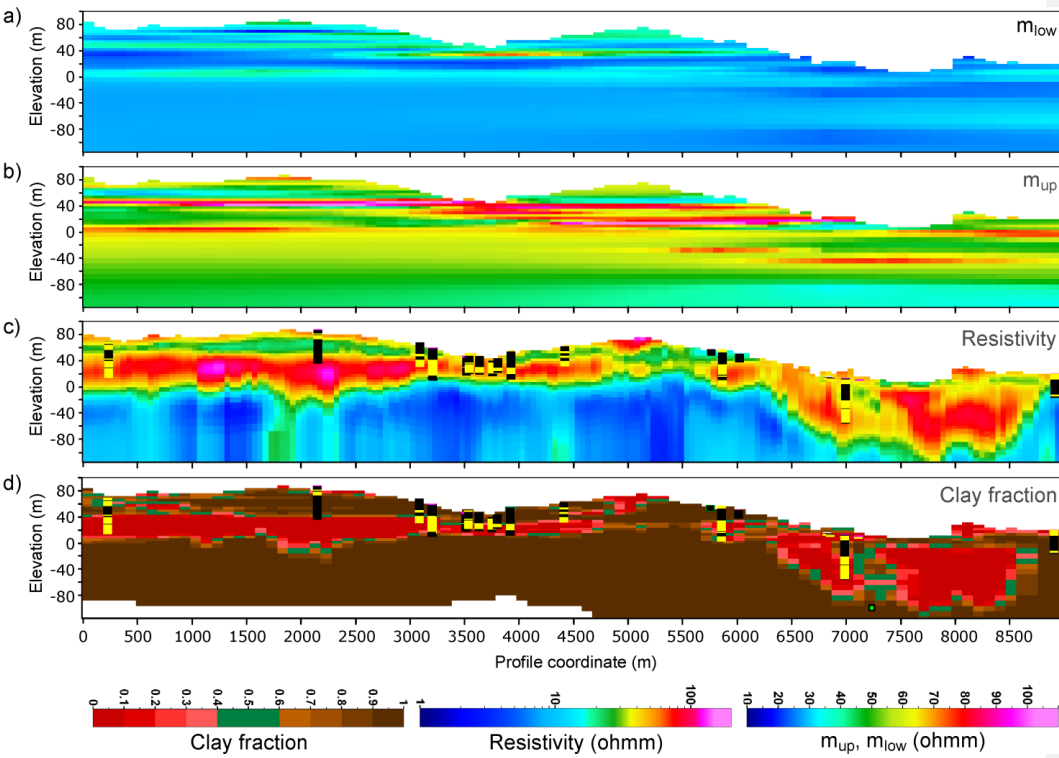 a)
m_low
80
40
0
-40
-80
Elevation (m)
b)
m_up
80
40
0
-40
-80
Elevation (m)
c)
Resistivity
80
40
0
-40
-80
Elevation (m)
d)
Clay fraction
80
40
0
-40
-80
Elevation (m)
0 500 1000 1500 2000 2500 3000 3500 4000 4500 5000 5500 6000 6500 7000 7500 8000 8500
Profile coordinate (m)
0 0.1 0.2 0.3 0.4 0.5 0.6 0.7 0.8 0.9 1
Clay fraction
1 10 100
Resistivity (ohmm)
10 20 30 40 50 60 70 80 90 100
m_up, m_low (ohmm)